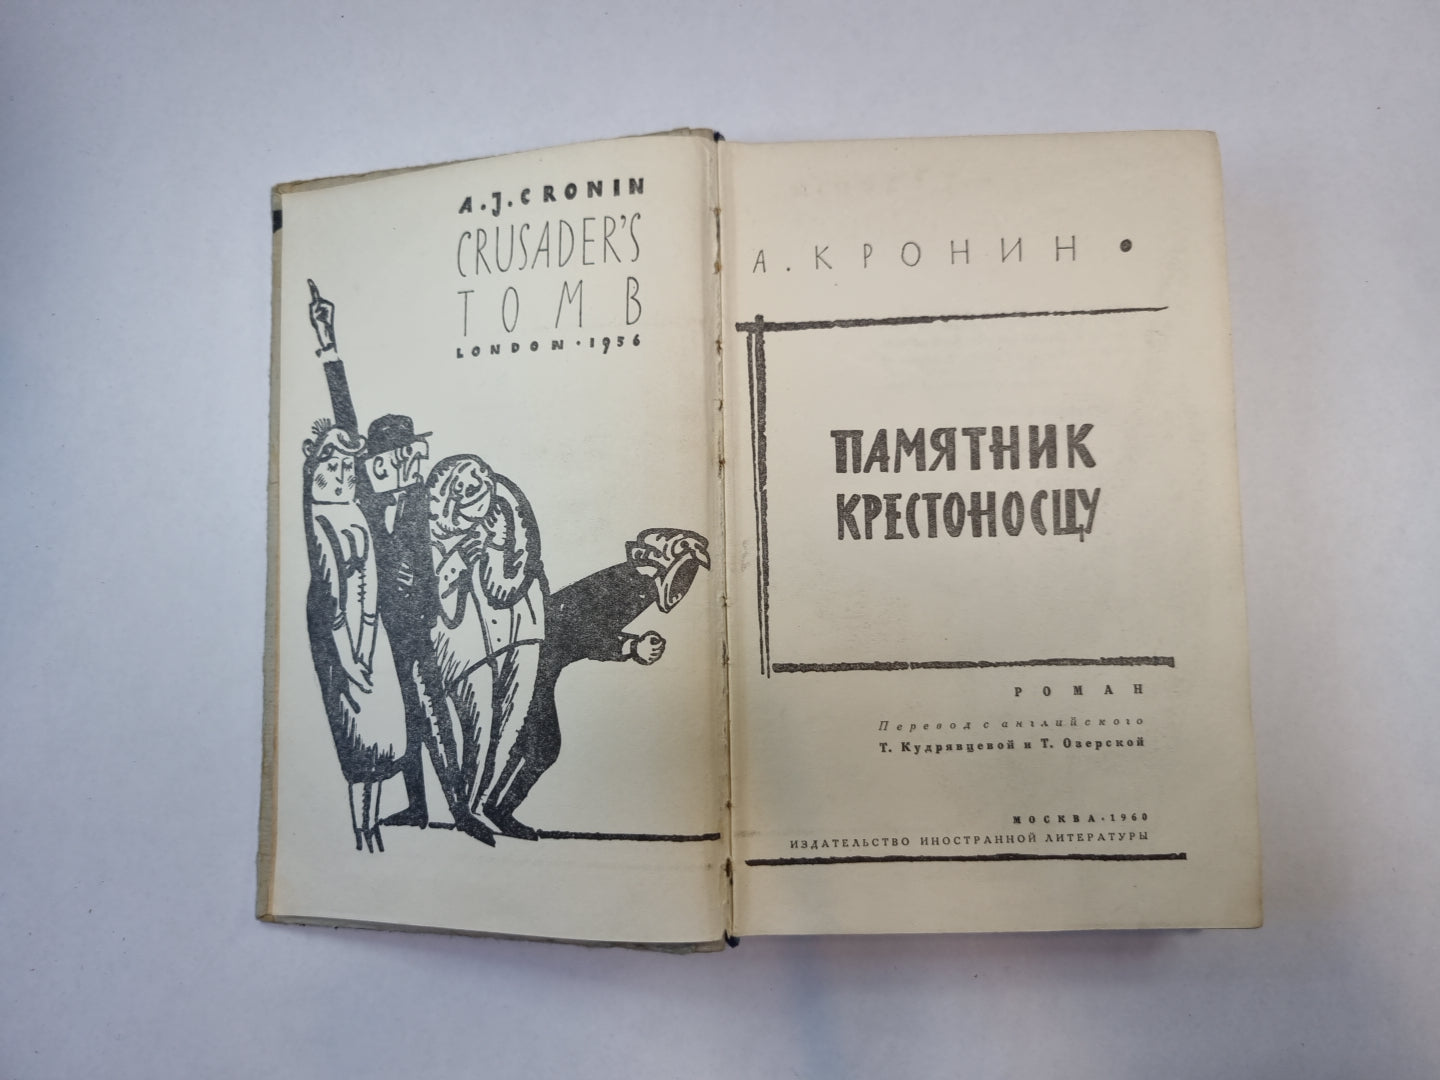 A.J.CRONIN
CRUSADER'S
TOMB
LONDON·1956
А. КРОНИН •
ПАМЯТНИК
КРЕСТОНОСЦУ
РОМАН
Перевод с английского
Т. Кудрявцевой и Т. Озерской
МОСКВА·1960
ИЗДАТЕЛЬСТВО ИНОСТРАННОЙ ЛИТЕРАТУРЫ